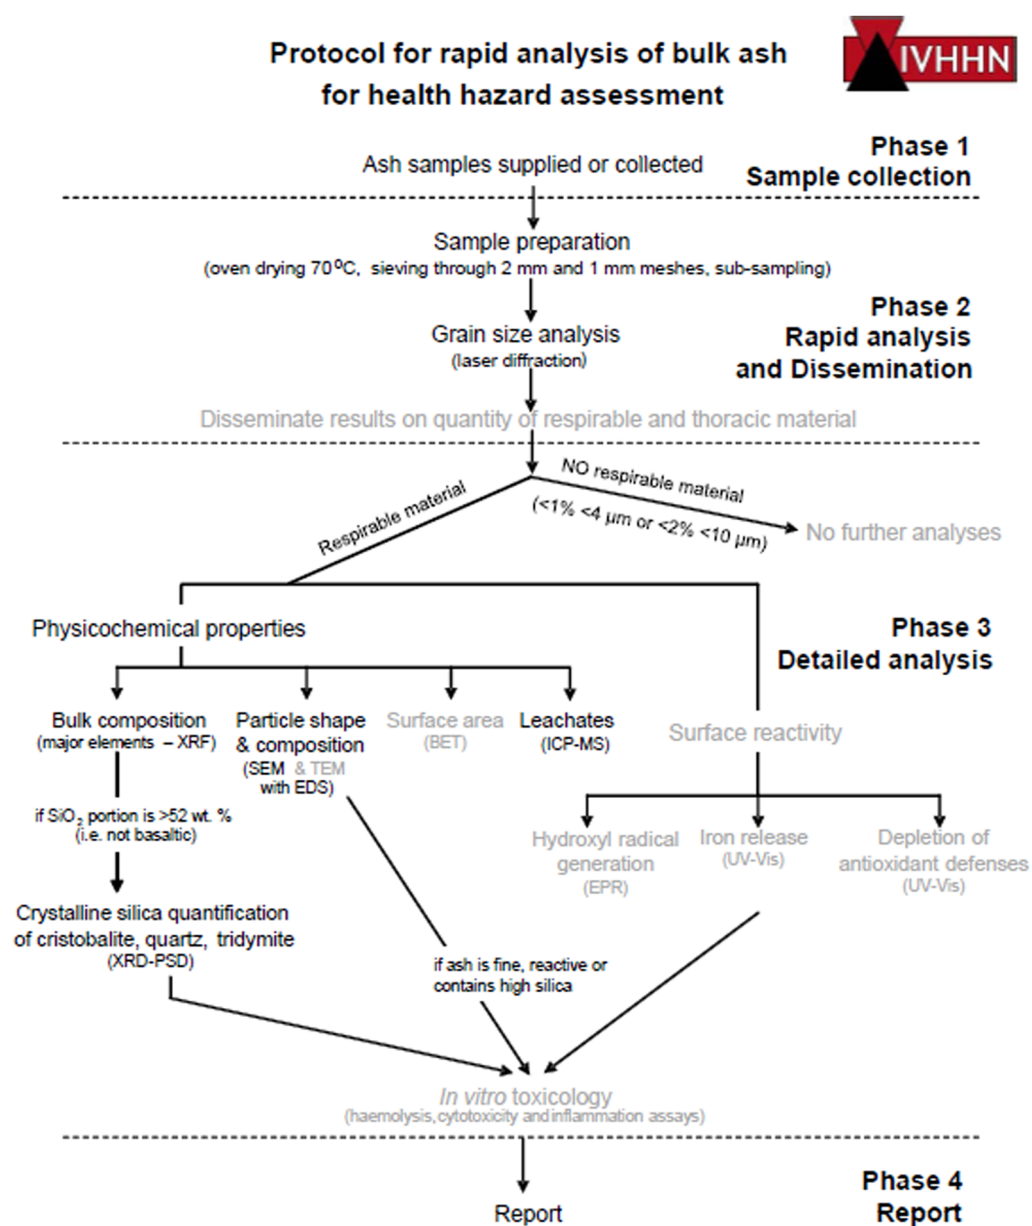 Protocol for rapid analysis of bulk ash
for health hazard assessment
IVHHN
Phase 1
Sample collection
Ash samples supplied or collected
Sample preparation
(oven drying 70⁰C, sieving through 2 mm and 1 mm meshes, sub-sampling)
Phase 2
Rapid analysis
and Dissemination
Grain size analysis
(laser diffraction)
Disseminate results on quantity of respirable and thoracic material
Respirable material
NO respirable material
(<1% <4 µm or <2% <10 µm)
No further analyses
Phase 3
Detailed analysis
Physicochemical properties
Bulk composition
(major elements – XRF)
Particle shape
& composition
(SEM & TEM
with EDS)
Surface area
(BET)
Leachates
(ICP-MS)
Surface reactivity
if SiO₂ portion is >52 wt. %
(i.e. not basaltic)
Hydroxyl radical
generation
(EPR)
Iron release
(UV-Vis)
Depletion of
antioxidant defenses
(UV-Vis)
Crystalline silica quantification
of cristobalite, quartz, tridymite
(XRD-PSD)
if ash is fine, reactive or
contains high silica
In vitro toxicology
(haemolysis, cytotoxicity and inflammation assays)
Phase 4
Report
Report